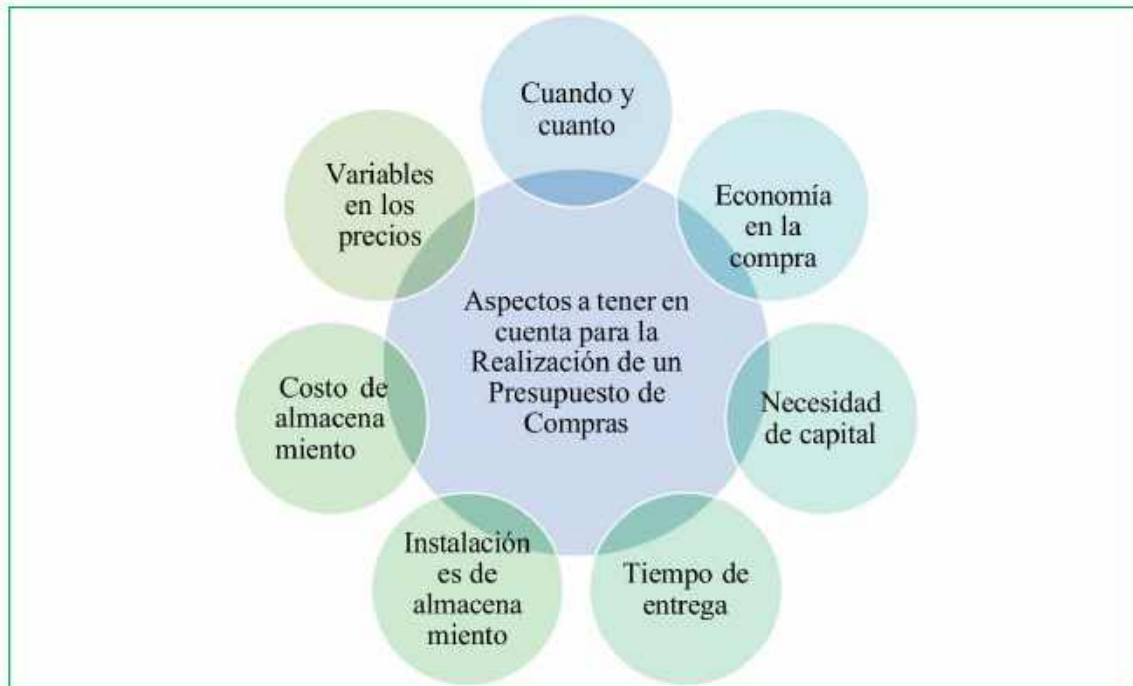 Cuando y
cuanto
Economía
en la
compra
Necesidad
de capital
Tiempo de
entrega
Instalación
es de
almacena
miento
Costo de
almacena
miento
Variables
en los
precios
Aspectos a tener en
cuenta para la
Realización de un
Presupuesto de
Compras